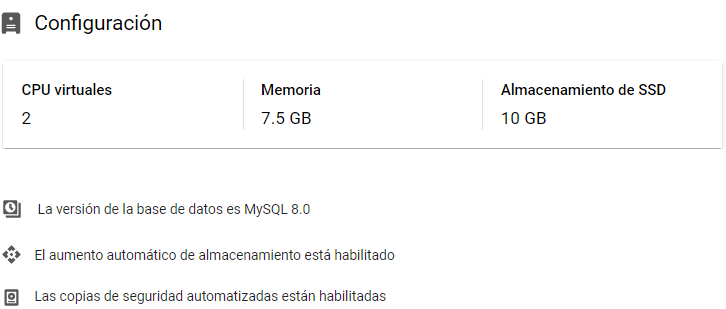 Configuración
CPU virtuales
2
Memoria
7.5 GB
Almacenamiento de SSD
10 GB
La versión de la base de datos es MySQL 8.0
El aumento automático de almacenamiento está habilitado
Las copias de seguridad automatizadas están habilitadas